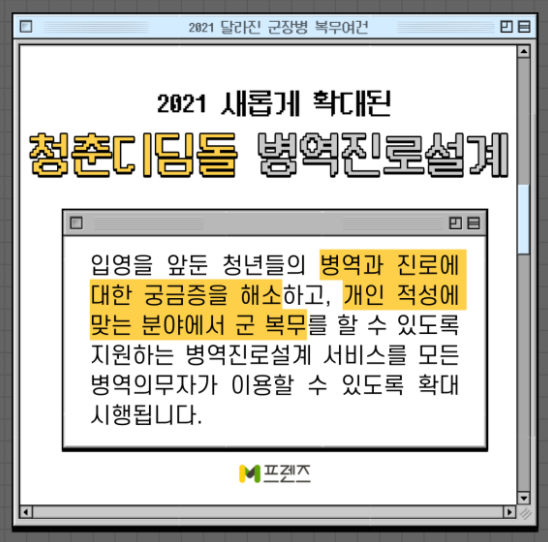 2021 달라진 군장병 복무여건
2021 새롭게 확대된
청춘디딤돌 병역진로설계
입영을 앞둔 청년들의 병역과 진로에
대한 궁금증을 해소하고, 개인 적성에
맞는 분야에서 군 복무를 할 수 있도록
지원하는 병역진로설계 서비스를 모든
병역의무자가 이용할 수 있도록 확대
시행됩니다.
M프렌즈